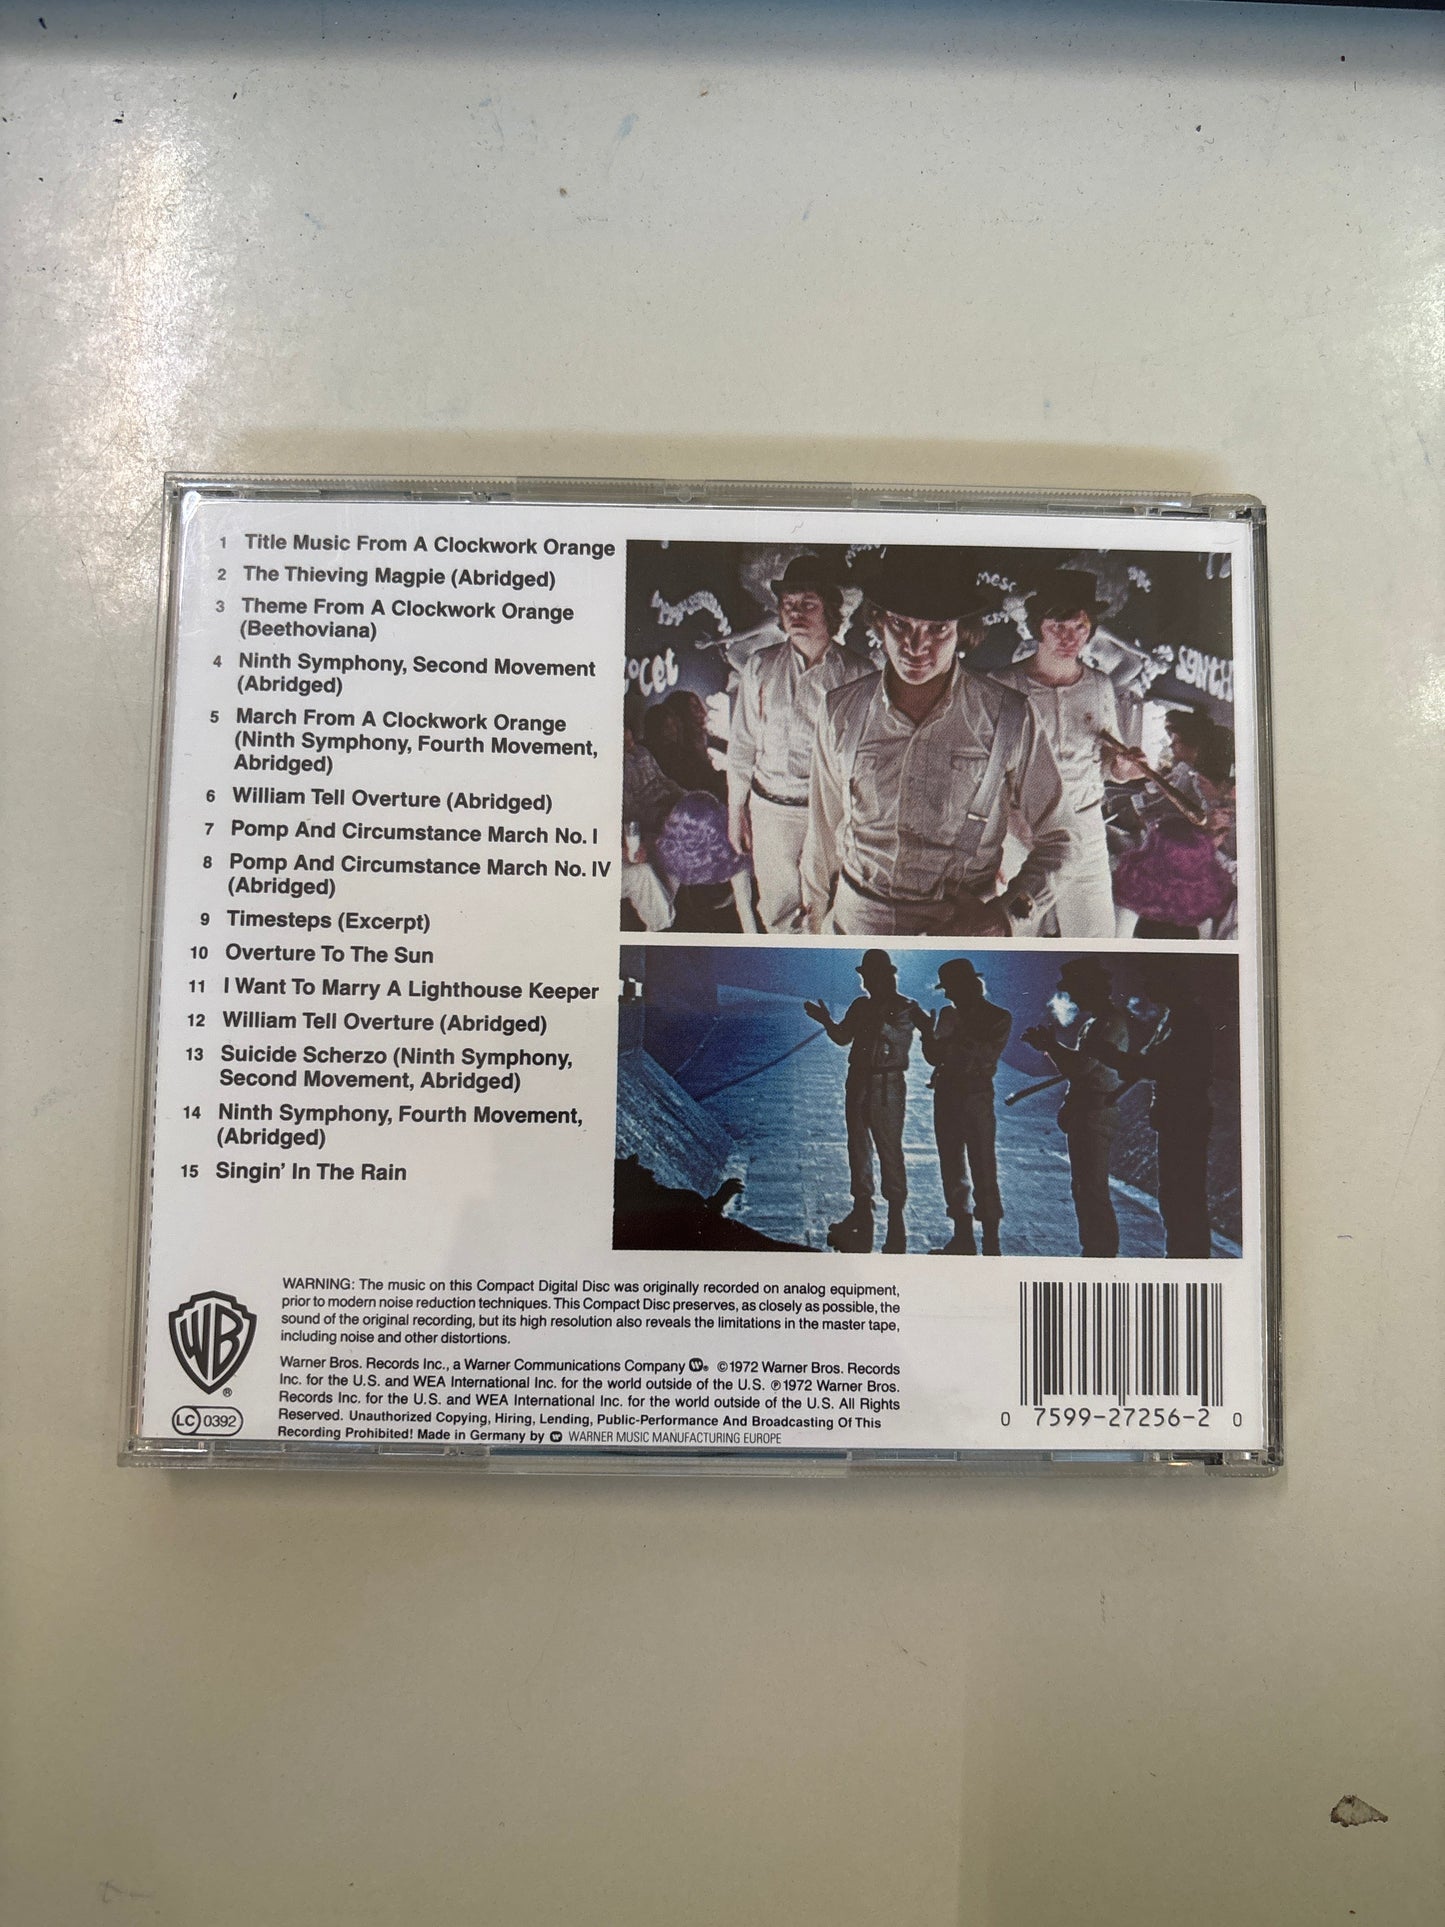 1 Title Music From A Clockwork Orange
2 The Thieving Magpie (Abridged)
3 Theme From A Clockwork Orange
(Beethoviana)
4 Ninth Symphony, Second Movement
(Abridged)
5 March From A Clockwork Orange
(Ninth Symphony, Fourth Movement,
Abridged)
6 William Tell Overture (Abridged)
7 Pomp And Circumstance March No. I
8 Pomp And Circumstance March No. IV
(Abridged)
9 Timesteps (Excerpt)
10 Overture To The Sun
11 I Want To Marry A Lighthouse Keeper
12 William Tell Overture (Abridged)
13 Suicide Scherzo (Ninth Symphony,
Second Movement, Abridged)
14 Ninth Symphony, Fourth Movement,
(Abridged)
15 Singin' In The Rain
WB
®
LC 0392
WARNING: The music on this Compact Digital Disc was originally recorded on analog equipment,
prior to modern noise reduction techniques. This Compact Disc preserves, as closely as possible, the
sound of the original recording, but its high resolution also reveals the limitations in the master tape,
including noise and other distortions.
Warner Bros. Records Inc., a Warner Communications Company ©1972 Warner Bros. Records
Inc. for the U.S. and WEA International Inc. for the world outside of the U.S. ℗1972 Warner Bros.
Records Inc. for the U.S. and WEA International Inc. for the world outside of the U.S. All Rights
Reserved. Unauthorized Copying, Hiring, Lending, Public-Performance And Broadcasting Of This
Recording Prohibited! Made in Germany by WARNER MUSIC MANUFACTURING EUROPE
0 7599-27256-2 0